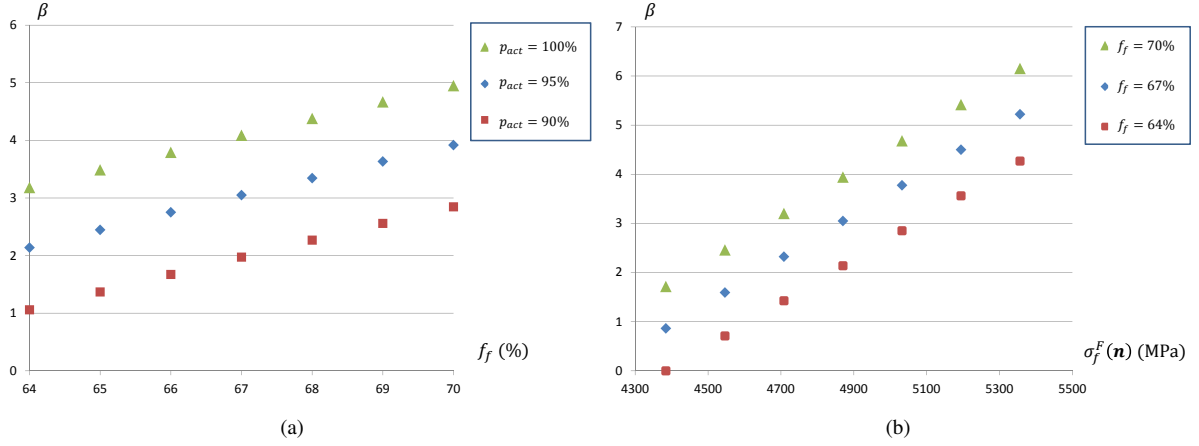 β
6
5
4
3
2
1
0
64 65 66 67 68 69 70
f_f (%)
p_act = 100%
p_act = 95%
p_act = 90%
(a)
β
7
6
5
4
3
2
1
0
4300 4500 4700 4900 5100 5300 5500
σ_f^F(n) (MPa)
f_f = 70%
f_f = 67%
f_f = 64%
(b)